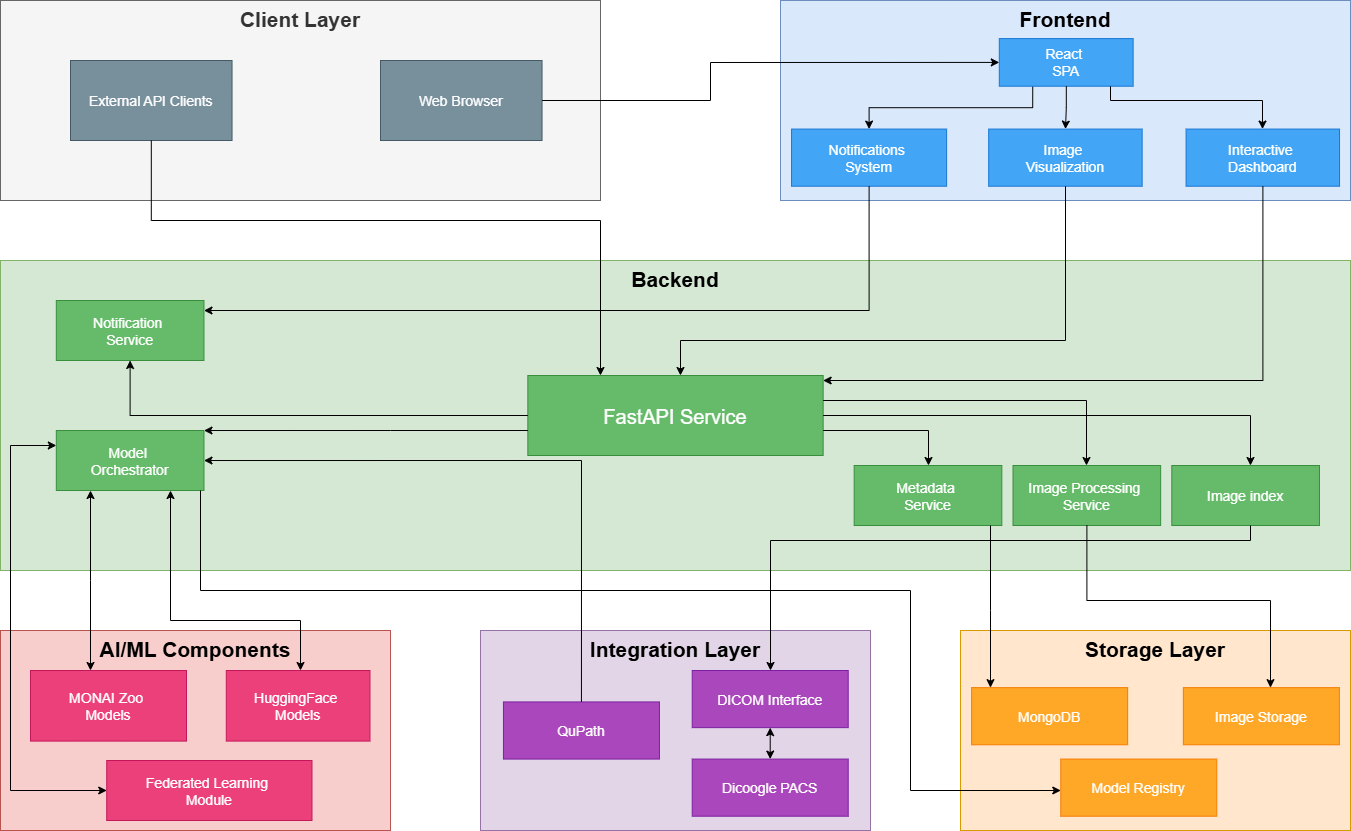 Client Layer
External API Clients
Web Browser
Frontend
React
SPA
Notifications
System
Image
Visualization
Interactive
Dashboard
Backend
Notification
Service
FastAPI Service
Model
Orchestrator
Metadada
Service
Image Processing
Service
Image index
AI/ML Components
MONAI Zoo
Models
HuggingFace
Models
Federated Learning
Module
Integration Layer
QuPath
DICOM Interface
Dicoogle PACS
Storage Layer
MongoDB
Image Storage
Model Registry